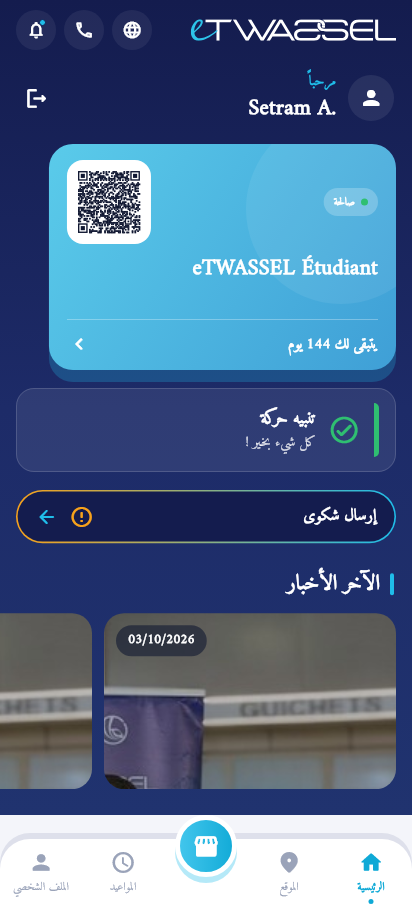 eTWASSEL
مرحباً
Setram A.
صالحة
eTWASSEL Étudiant
يتبقى لك 144 يوم
تنبيه حركة
كل شيء بخير !
إرسال شكوى
الآخر الأخبار
03/10/2026
GUICHETS
الرئيسية
الموقع
المواعيد
الملف الشخصي